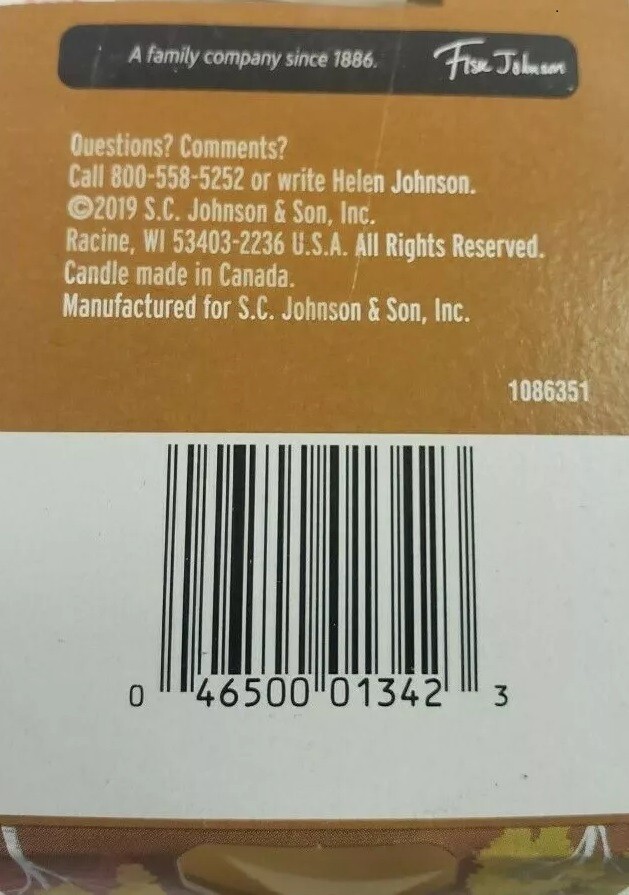 A family company since 1886.
Fisk Johnson
Questions? Comments?
Call 800-558-5252 or write Helen Johnson.
©2019 S.C. Johnson & Son, Inc.
Racine, WI 53403-2236 U.S.A. All Rights Reserved.
Candle made in Canada.
Manufactured for S.C. Johnson & Son, Inc.
1086351
0 46500 01342 3